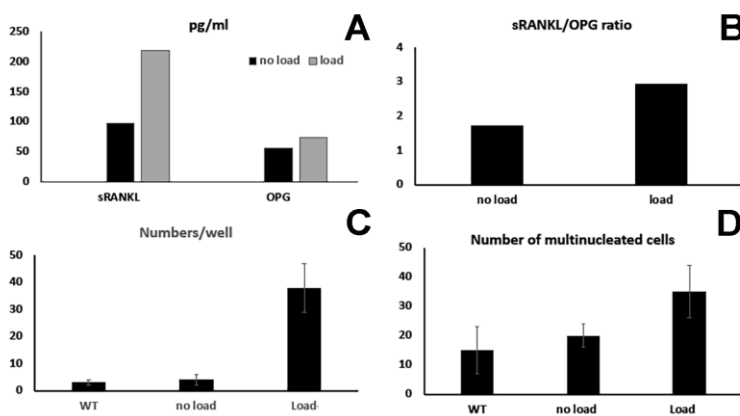 pg/ml
A
250
200
150
100
50
0
no load load
sRANKL OPG
sRANKL/OPG ratio
B
4
3
2
1
0
no load load
Numbers/well
C
50
40
30
20
10
0
WT no load Load
Number of multinucleated cells
D
50
40
30
20
10
0
WT no load Load